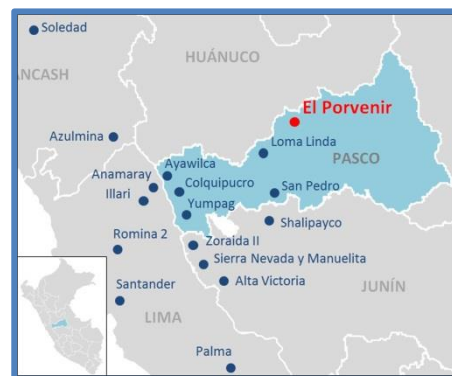 Soledad
HUÁNUCO
ANCASH
El Porvenir
Azulmina
Loma Linda
Ayawilca
PASCO
Anamaray
Colquipucro
San Pedro
Illari
Yumpag
Shalipayco
Romina 2
Zoraida II
Sierra Nevada y Manuelita
Alta Victoria
JUNÍN
Santander
LIMA
Palma